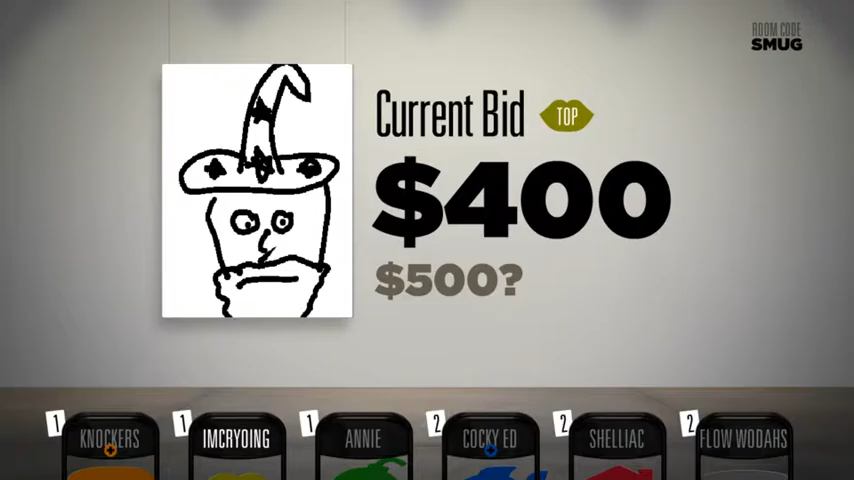 ROOM CODE
SMUG
Current Bid TOP
$400
$500?
1 KNOCKERS
1 IMCRYOING
1 ANNIE
2 COCKY ED
2 SHELLIAC
2 FLOW WODAHS